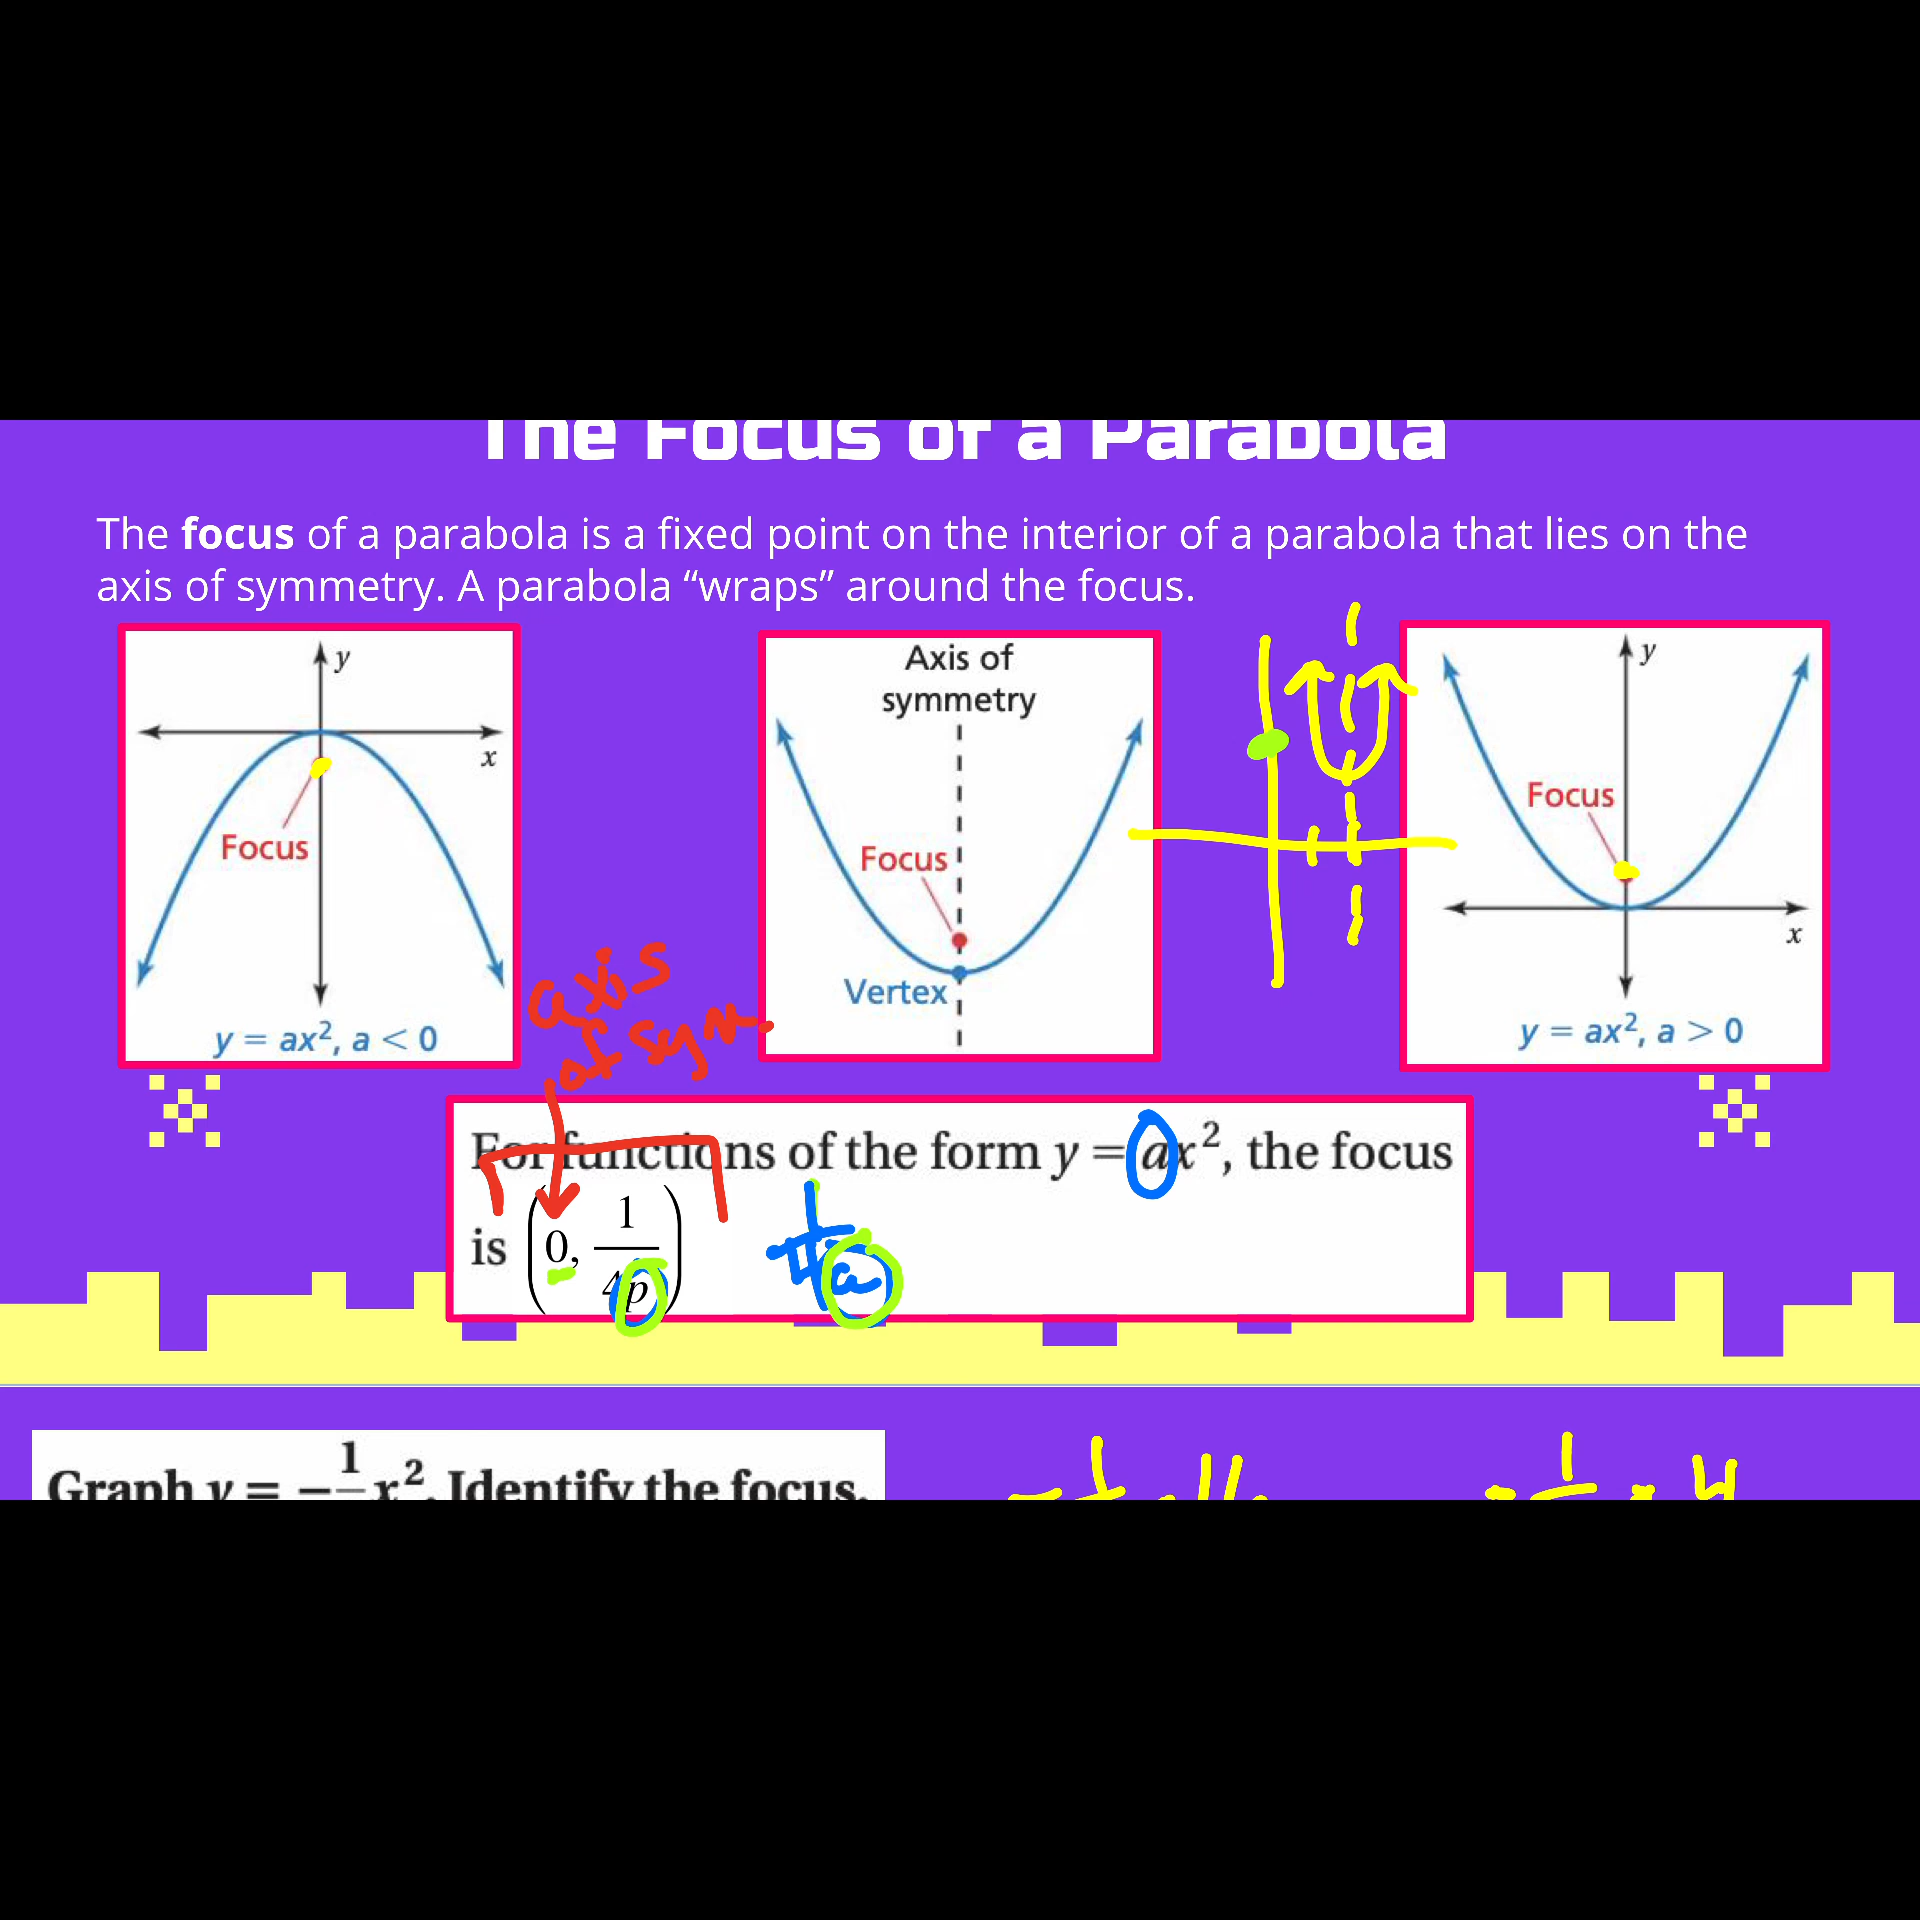 The Focus of a Parabola
The focus of a parabola is a fixed point on the interior of a parabola that lies on the
axis of symmetry. A parabola “wraps” around the focus.
y
x
Focus
y = ax², a < 0
Axis of
symmetry
Focus
Vertex
y
Focus
x
y = ax², a > 0
axis
of sym.
For functions of the form y = ax², the focus
is (0, 1/4p)
1/4a
Graph y = −1 x². Identify the focus.